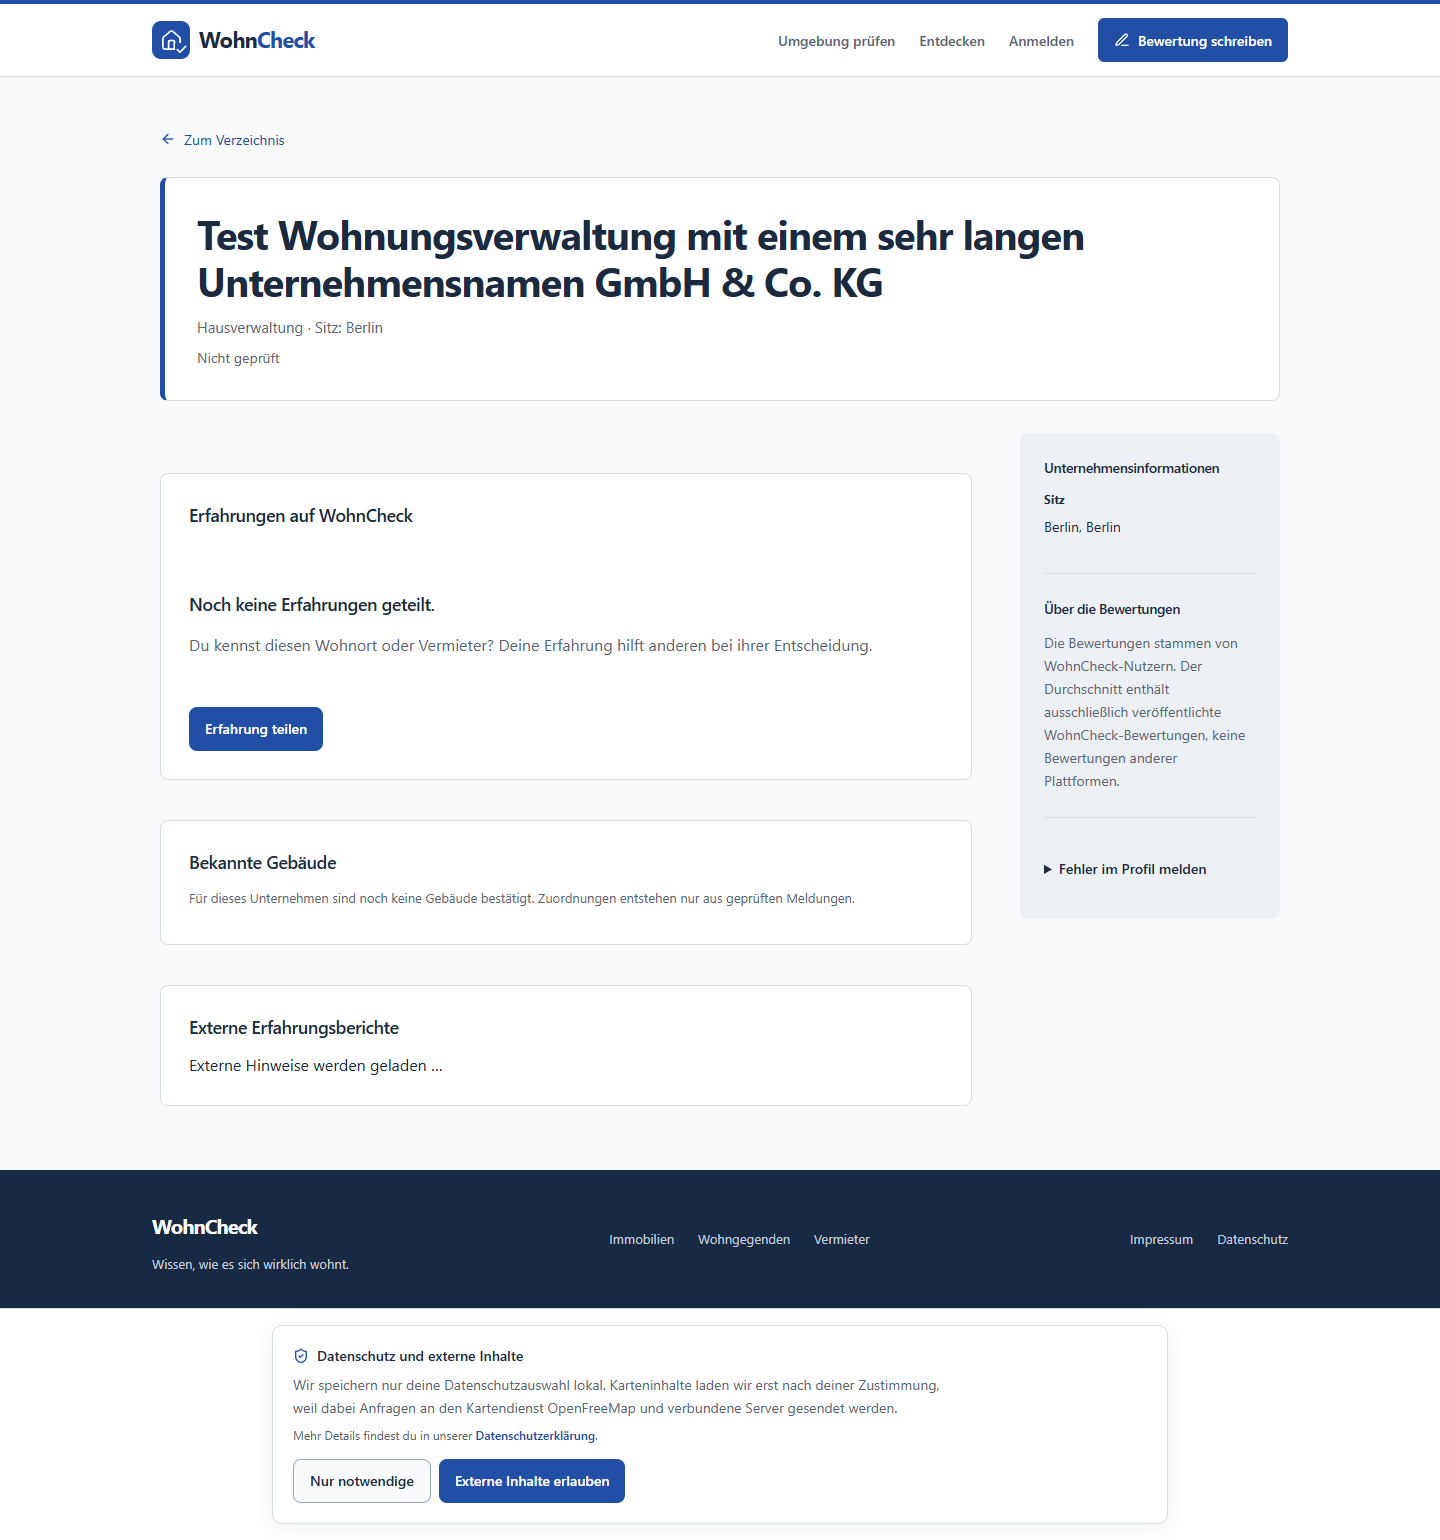 WohnCheck
Umgebung prüfen
Entdecken
Anmelden
Bewertung schreiben
Zum Verzeichnis
Test Wohnungsverwaltung mit einem sehr langen
Unternehmensnamen GmbH & Co. KG
Hausverwaltung · Sitz: Berlin
Nicht geprüft
Erfahrungen auf WohnCheck
Noch keine Erfahrungen geteilt.
Du kennst diesen Wohnort oder Vermieter? Deine Erfahrung hilft anderen bei ihrer Entscheidung.
Erfahrung teilen
Bekannte Gebäude
Für dieses Unternehmen sind noch keine Gebäude bestätigt. Zuordnungen entstehen nur aus geprüften Meldungen.
Externe Erfahrungsberichte
Externe Hinweise werden geladen …
Unternehmensinformationen
Sitz
Berlin, Berlin
Über die Bewertungen
Die Bewertungen stammen von
WohnCheck-Nutzern. Der
Durchschnitt enthält
ausschließlich veröffentlichte
WohnCheck-Bewertungen, keine
Bewertungen anderer
Plattformen.
Fehler im Profil melden
WohnCheck
Wissen, wie es sich wirklich wohnt.
Immobilien
Wohngegenden
Vermieter
Impressum
Datenschutz
Datenschutz und externe Inhalte
Wir speichern nur deine Datenschutzauswahl lokal. Karteninhalte laden wir erst nach deiner Zustimmung,
weil dabei Anfragen an den Kartendienst OpenFreeMap und verbundene Server gesendet werden.
Mehr Details findest du in unserer Datenschutzerklärung.
Nur notwendige
Externe Inhalte erlauben